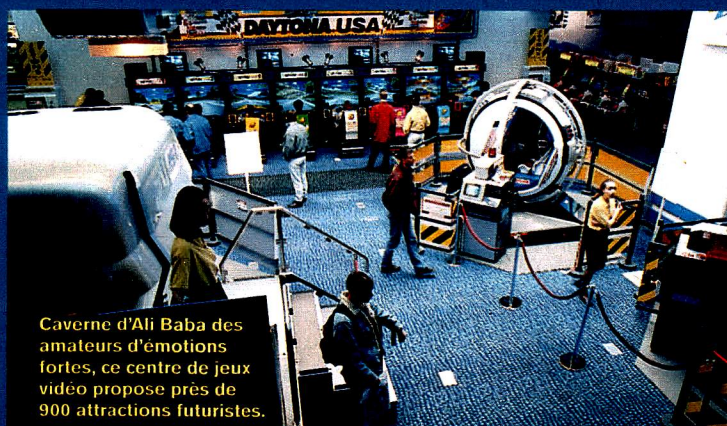 DAYTONA USA
Caverne d'Ali Baba des
amateurs d'émotions
fortes, ce centre de jeux
vidéo propose près de
900 attractions futuristes.